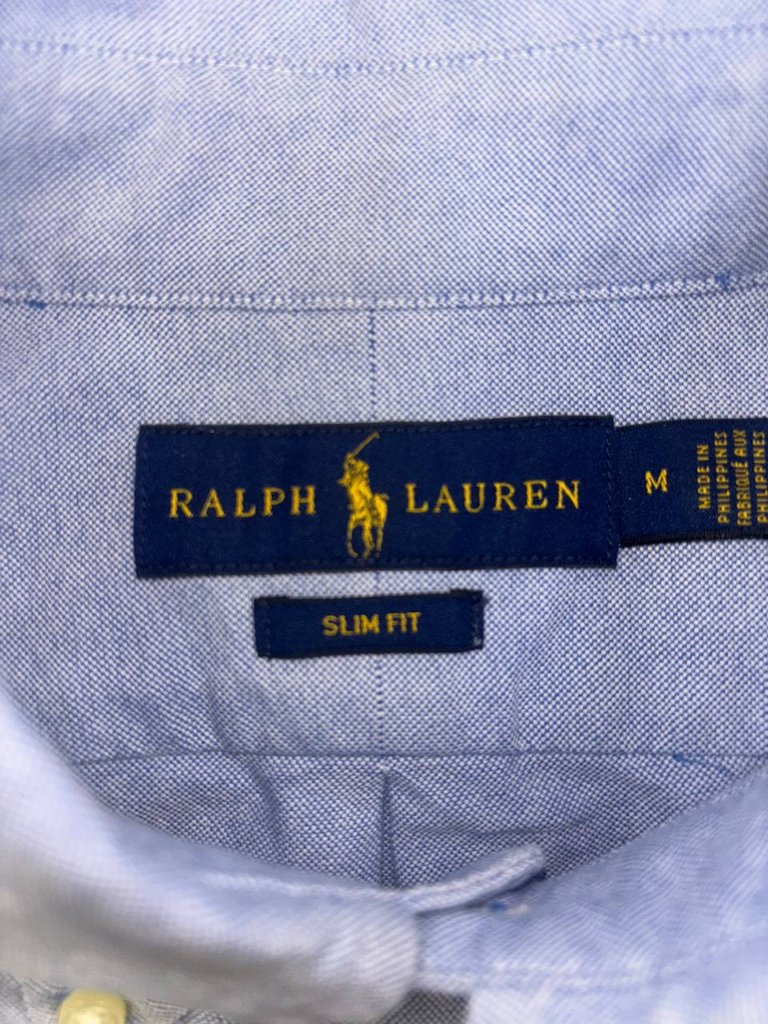 RALPH LAUREN
SLIM FIT
M
MADE IN
PHILIPPINES
FABRIQUÉ AUX
PHILIPPINES